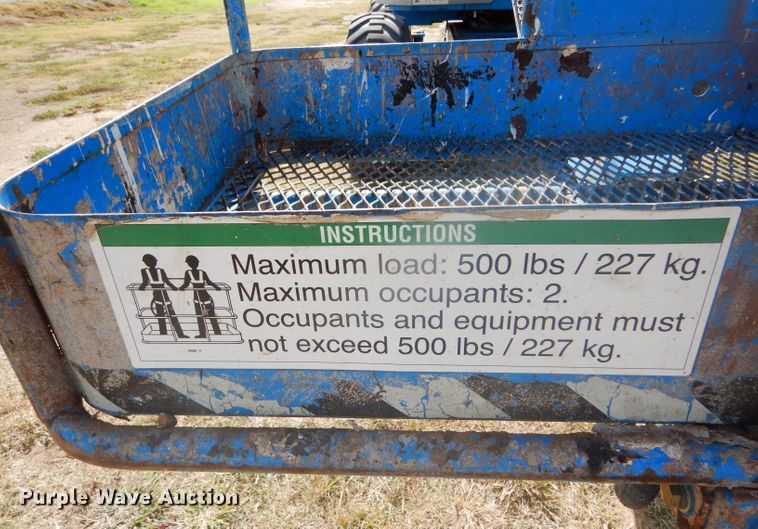 INSTRUCTIONS
Maximum load: 500 lbs / 227 kg.
Maximum occupants: 2.
Occupants and equipment must
not exceed 500 lbs / 227 kg.
Purple Wave Auction